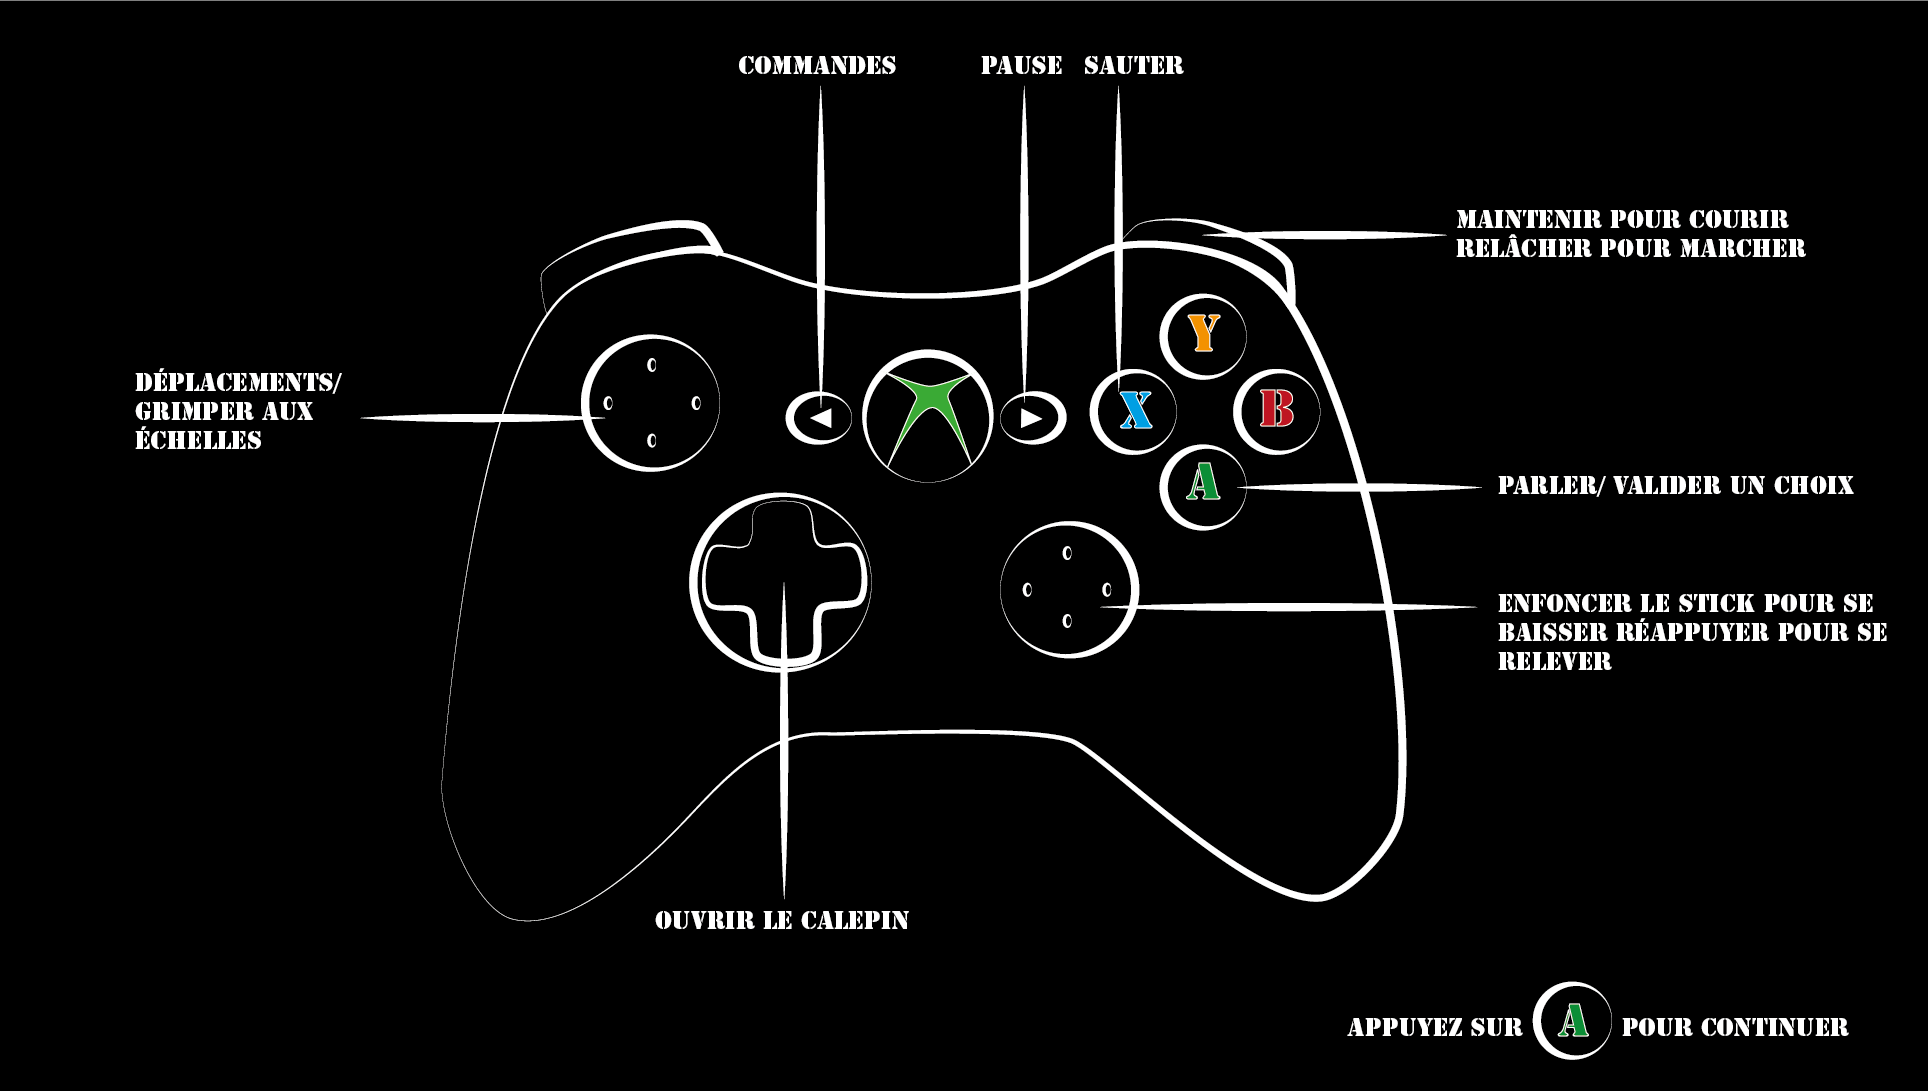 COMMANDES
PAUSE
SAUTER
MAINTENIR POUR COURIR
RELÂCHER POUR MARCHER
Y
X
B
A
DÉPLACEMENTS/
GRIMPER AUX
ÉCHELLES
PARLER/ VALIDER UN CHOIX
ENFONCER LE STICK POUR SE
BAISSER RÉAPPUYER POUR SE
RELEVER
OUVRIR LE CALEPIN
APPUYEZ SUR A POUR CONTINUER